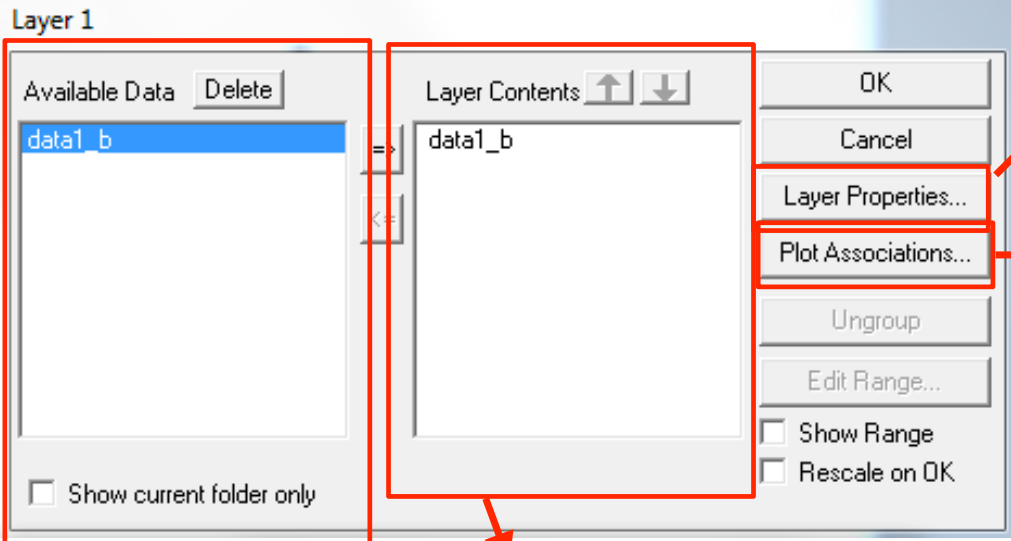 Layer 1
Available Data
Delete
data1_b
Show current folder only
=>
<=
Layer Contents
data1_b
OK
Cancel
Layer Properties...
Plot Associations...
Ungroup
Edit Range...
Show Range
Rescale on OK